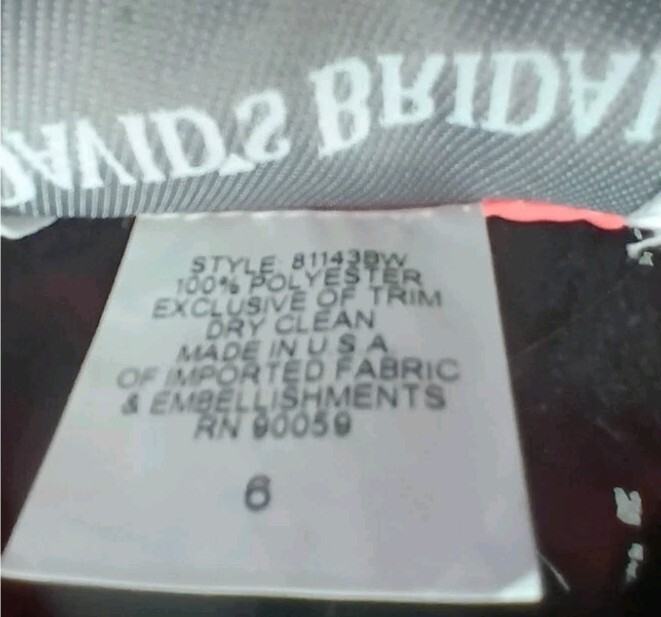 DAVID'S BRIDAL
STYLE: 81143BW
100% POLYESTER
EXCLUSIVE OF TRIM
DRY CLEAN
MADE IN U S A
OF IMPORTED FABRIC
& EMBELLISHMENTS
RN 90059
6